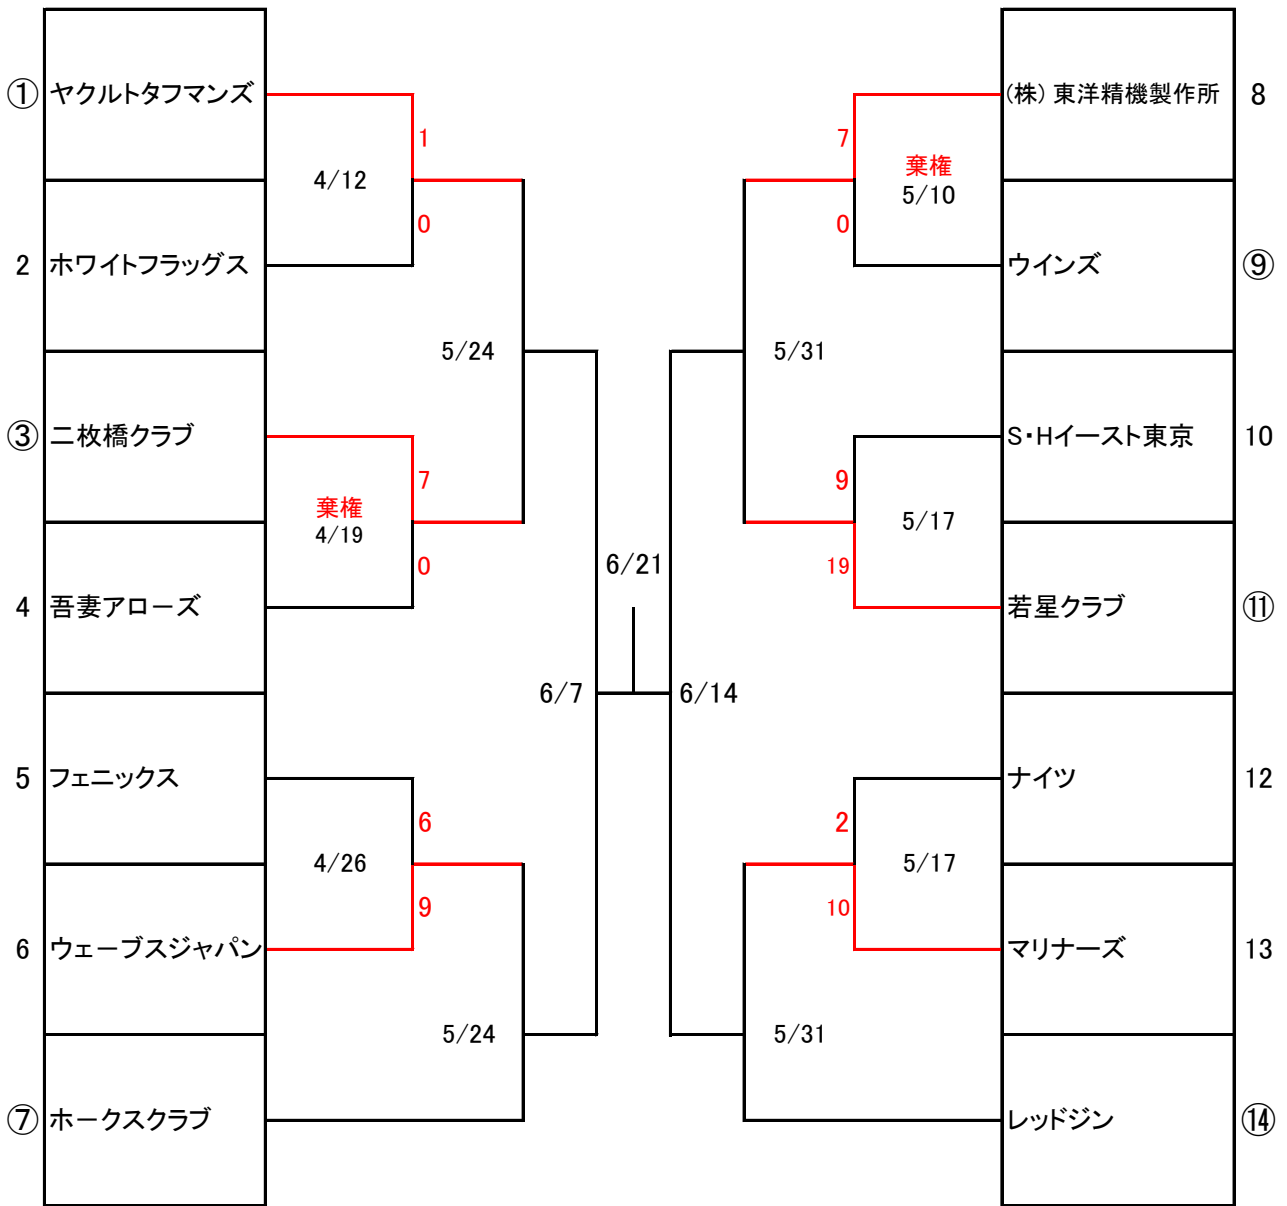 ① ヤクルトタフマンズ
1
4/12
0
2 ホワイトフラッグス
5/24
③ 二枚橋クラブ
7
棄権
4/19
0
4 吾妻アローズ
6/7
5 フェニックス
6
4/26
9
6 ウェーブスジャパン
5/24
⑦ ホークスクラブ
6/21
(株)東洋精機製作所 8
7
棄権
5/10
0
ウインズ ⑨
5/31
S・Hイースト東京 10
9
5/17
19
若星クラブ ⑪
6/14
ナイツ 12
2
5/17
10
マリナーズ 13
5/31
レッドジン ⑭